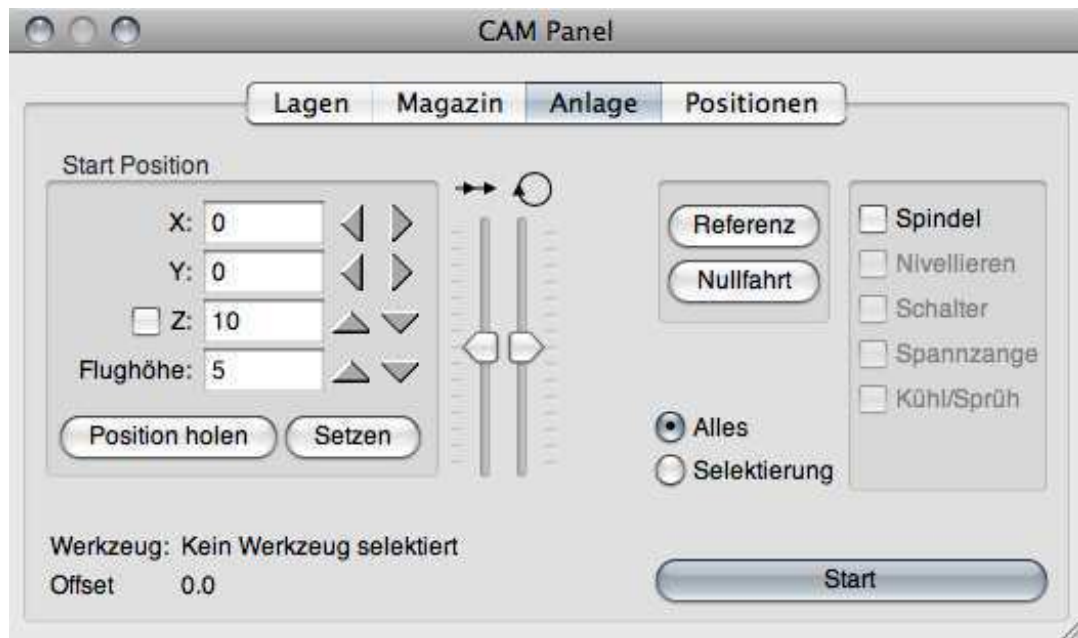 CAM Panel
Lagen Magazin Anlage Positionen
Start Position
X: 0
Y: 0
Z: 10
Flughöhe: 5
Position holen Setzen
Referenz
Nullfahrt
Alles
Selektierung
Spindel
Nivellieren
Schalter
Spannzange
Kühl/Sprüh
Werkzeug: Kein Werkzeug selektiert
Offset 0.0
Start